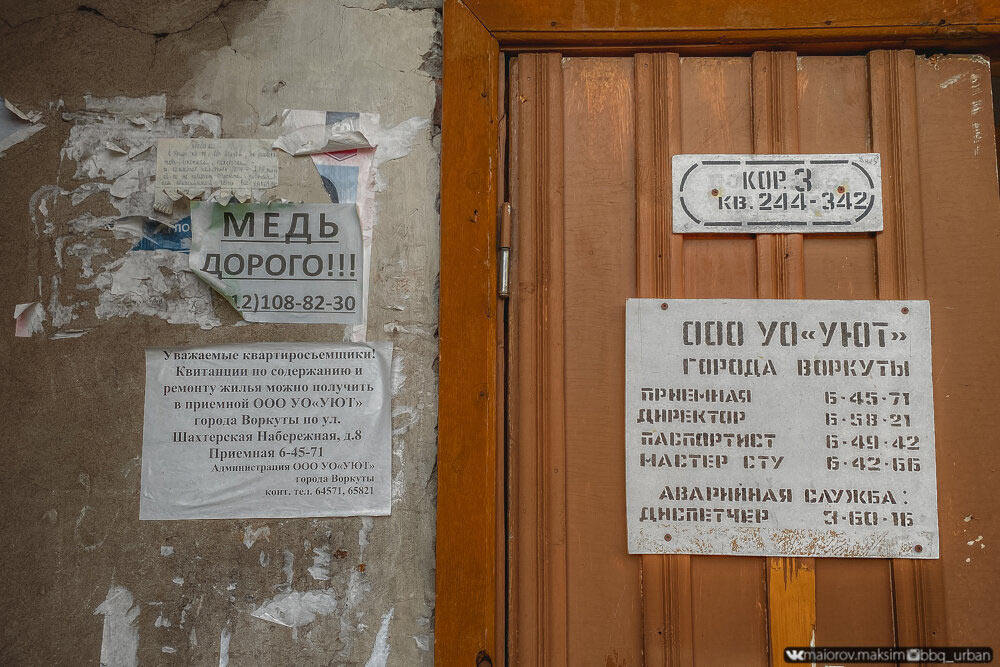 ПО
МЕДЬ
ДОРОГО!!!
12)108-82-30
Уважаемые квартиросьемщики!
Квитанции по содержанию и
ремонту жилья можно получить
в приемной ООО УО«УЮТ»
города Воркуты по ул.
Шахтерская Набережная, д.8
Приемная 6-45-71
Администрация ООО УО«УЮТ»
города Воркуты
конт. тел. 64571, 65821
КОР 3
КВ. 244-342
ООО УО«УЮТ»
ГОРОДА ВОРКУТЫ
ПРИЕМНАЯ 6-45-71
ДИРЕКТОР 6-58-21
ПАСПОРТИСТ 6-49-42
МАСТЕР СТУ 6-42-66
АВАРИЙНАЯ СЛУЖБА:
ДИСПЕТЧЕР 3-60-16
maiorov.maksim bbq_urban